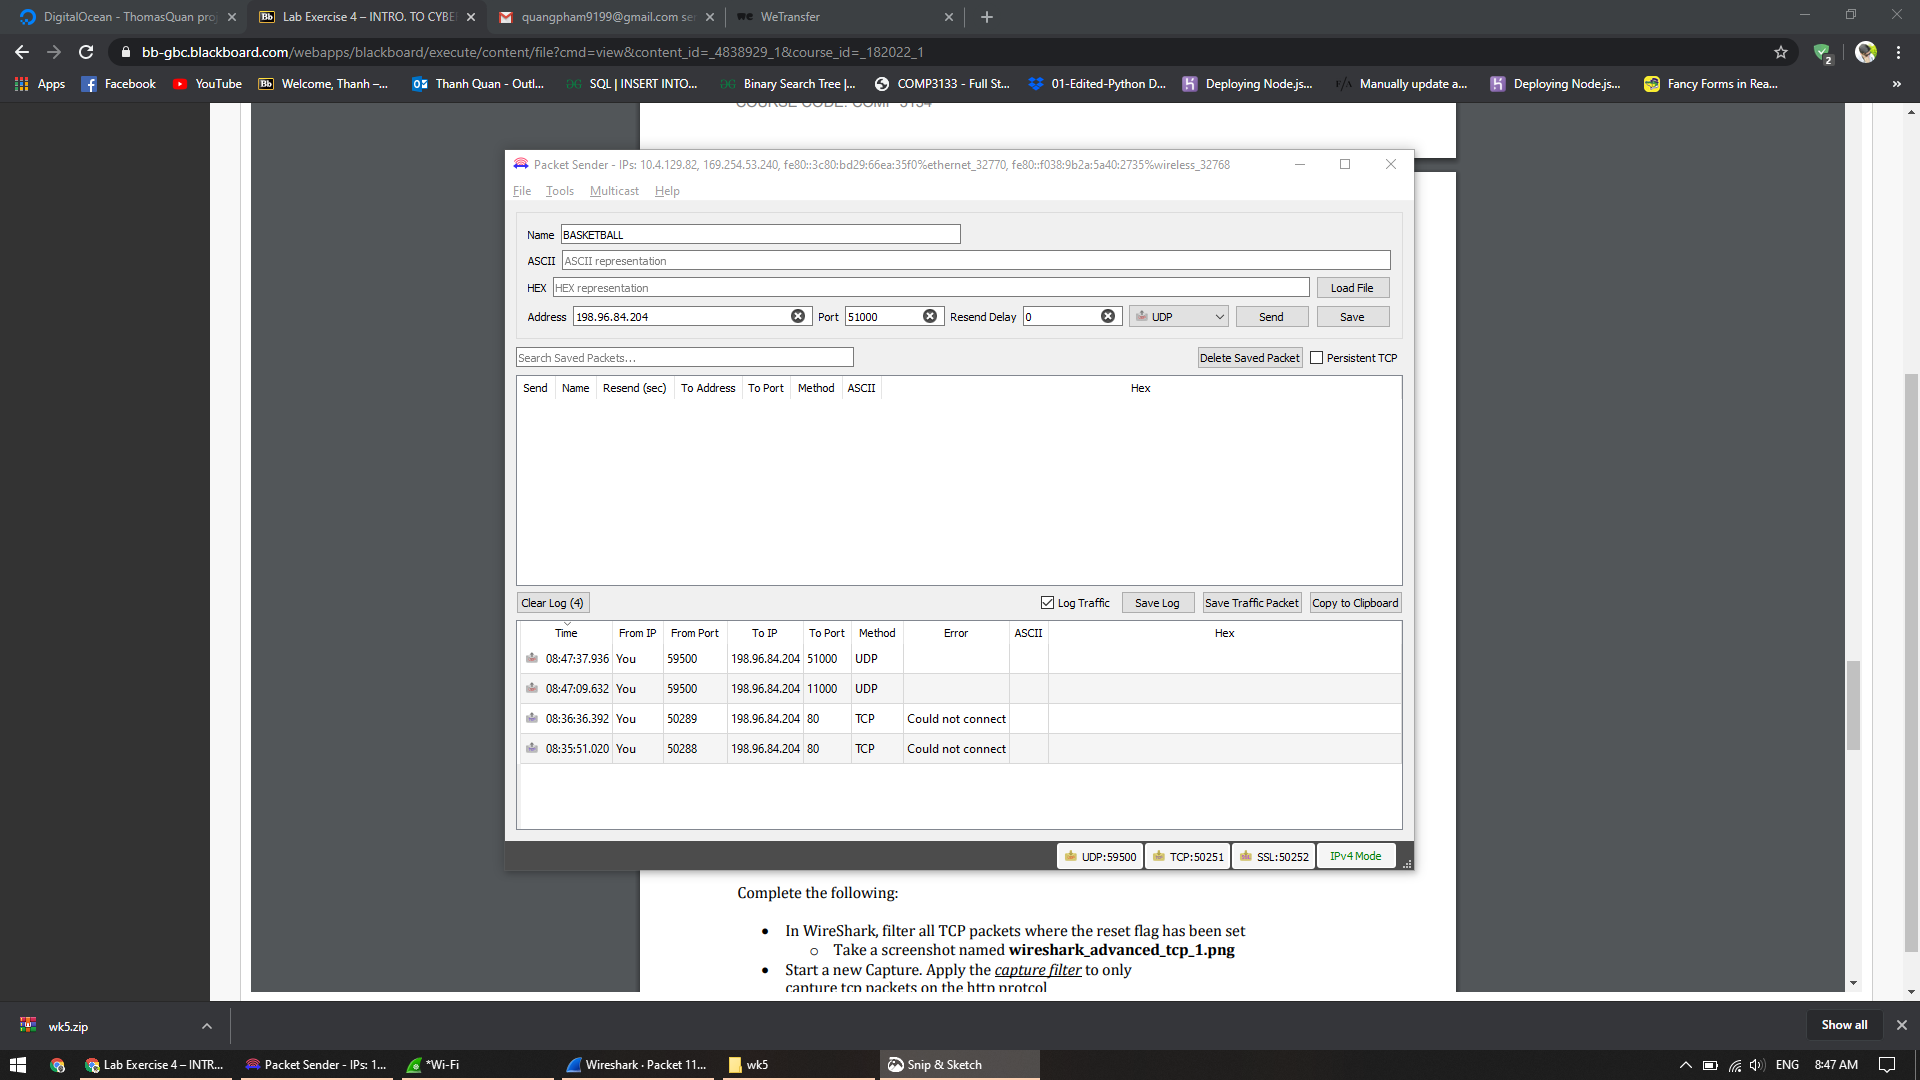 DigitalOcean - ThomasQuan pro
Lab Exercise 4 – INTRO. TO CYBE
quangpham9199@gmail.com se
WeTransfer
bb-gbc.blackboard.com/webapps/blackboard/execute/content/file?cmd=view&content_id=_4838929_1&course_id=_182022_1
Apps Facebook YouTube Welcome, Thanh –... Thanh Quan - Outl... SQL | INSERT INTO... Binary Search Tree |... COMP3133 - Full St... 01-Edited-Python D... Deploying Node.js... Manually update a... Deploying Node.js... Fancy Forms in Rea... »
Packet Sender - IPs: 10.4.129.82, 169.254.53.240, fe80::3c80:bd29:66ea:35f0%ethernet_32770, fe80::f038:9b2a:5a40:2735%wireless_32768
File Tools Multicast Help
Name BASKETBALL
ASCII ASCII representation
HEX HEX representation Load File
Address 198.96.84.204 Port 51000 Resend Delay 0 UDP Send Save
Search Saved Packets... Delete Saved Packet Persistent TCP
Send Name Resend (sec) To Address To Port Method ASCII Hex
Clear Log (4) Log Traffic Save Log Save Traffic Packet Copy to Clipboard
Time From IP From Port To IP To Port Method Error ASCII Hex
08:47:37.936 You 59500 198.96.84.204 51000 UDP
08:47:09.632 You 59500 198.96.84.204 11000 UDP
08:36:36.392 You 50289 198.96.84.204 80 TCP Could not connect
08:35:51.020 You 50288 198.96.84.204 80 TCP Could not connect
UDP:59500 TCP:50251 SSL:50252 IPv4 Mode
Complete the following:
• In WireShark, filter all TCP packets where the reset flag has been set
o Take a screenshot named wireshark_advanced_tcp_1.png
• Start a new Capture. Apply the capture filter to only
capture tcp packets on the http protcol
wk5.zip Show all
Lab Exercise 4 – INTR... Packet Sender - IPs: 1... *Wi-Fi Wireshark · Packet 11... wk5 Snip & Sketch ENG 8:47 AM